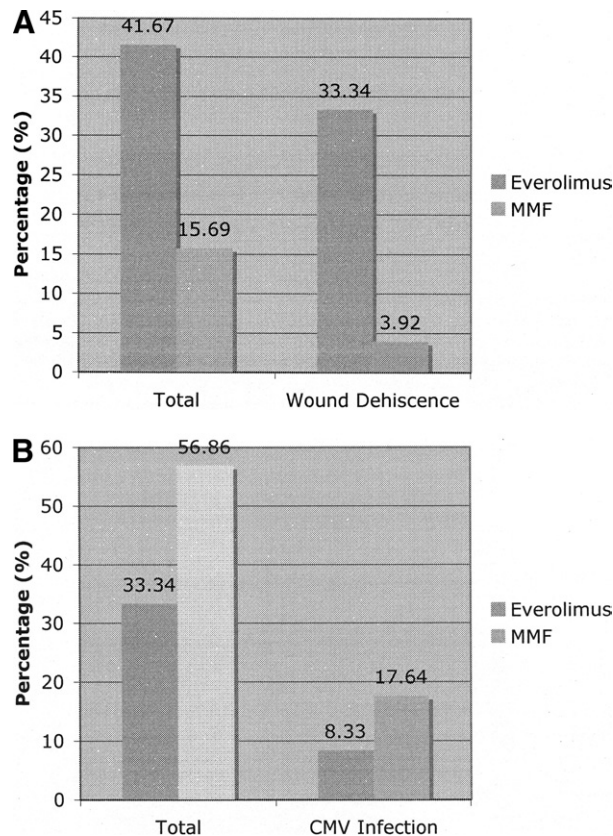 A
Percentage (%)
45
40
35
30
25
20
15
10
5
0
41.67
15.69
33.34
3.92
Total
Wound Dehiscence
Everolimus
MMF
B
Percentage (%)
60
50
40
30
20
10
0
33.34
56.86
8.33
17.64
Total
CMV Infection
Everolimus
MMF